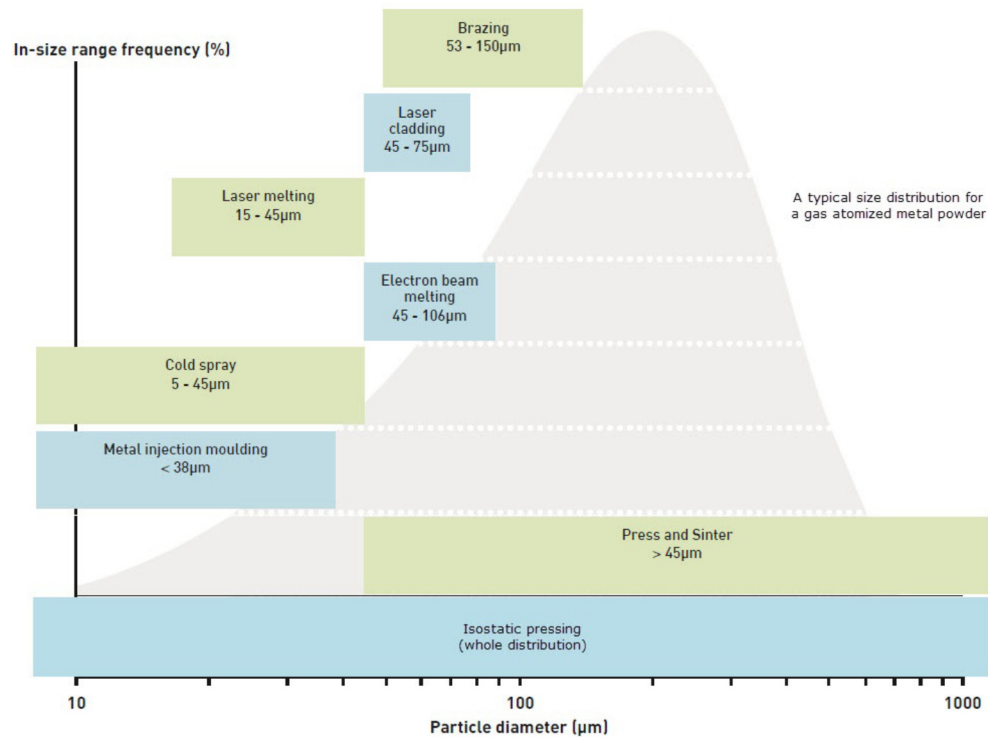 In-size range frequency (%)
Brazing
53 - 150µm
Laser
cladding
45 - 75µm
Laser melting
15 - 45µm
A typical size distribution for
a gas atomized metal powder
Electron beam
melting
45 - 106µm
Cold spray
5 - 45µm
Metal injection moulding
< 38µm
Press and Sinter
> 45µm
Isostatic pressing
(whole distribution)
10
100
1000
Particle diameter (µm)